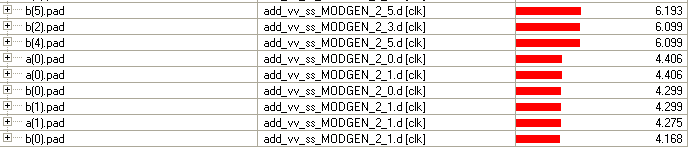 b(5).pad add_vv_ss_MODGEN_2_5.d [clk] 6.193
b(2).pad add_vv_ss_MODGEN_2_3.d [clk] 6.099
b(4).pad add_vv_ss_MODGEN_2_5.d [clk] 6.099
a(0).pad add_vv_ss_MODGEN_2_0.d [clk] 4.406
a(0).pad add_vv_ss_MODGEN_2_1.d [clk] 4.406
b(0).pad add_vv_ss_MODGEN_2_0.d [clk] 4.299
b(1).pad add_vv_ss_MODGEN_2_1.d [clk] 4.299
a(1).pad add_vv_ss_MODGEN_2_1.d [clk] 4.275
b(0).pad add_vv_ss_MODGEN_2_1.d [clk] 4.168